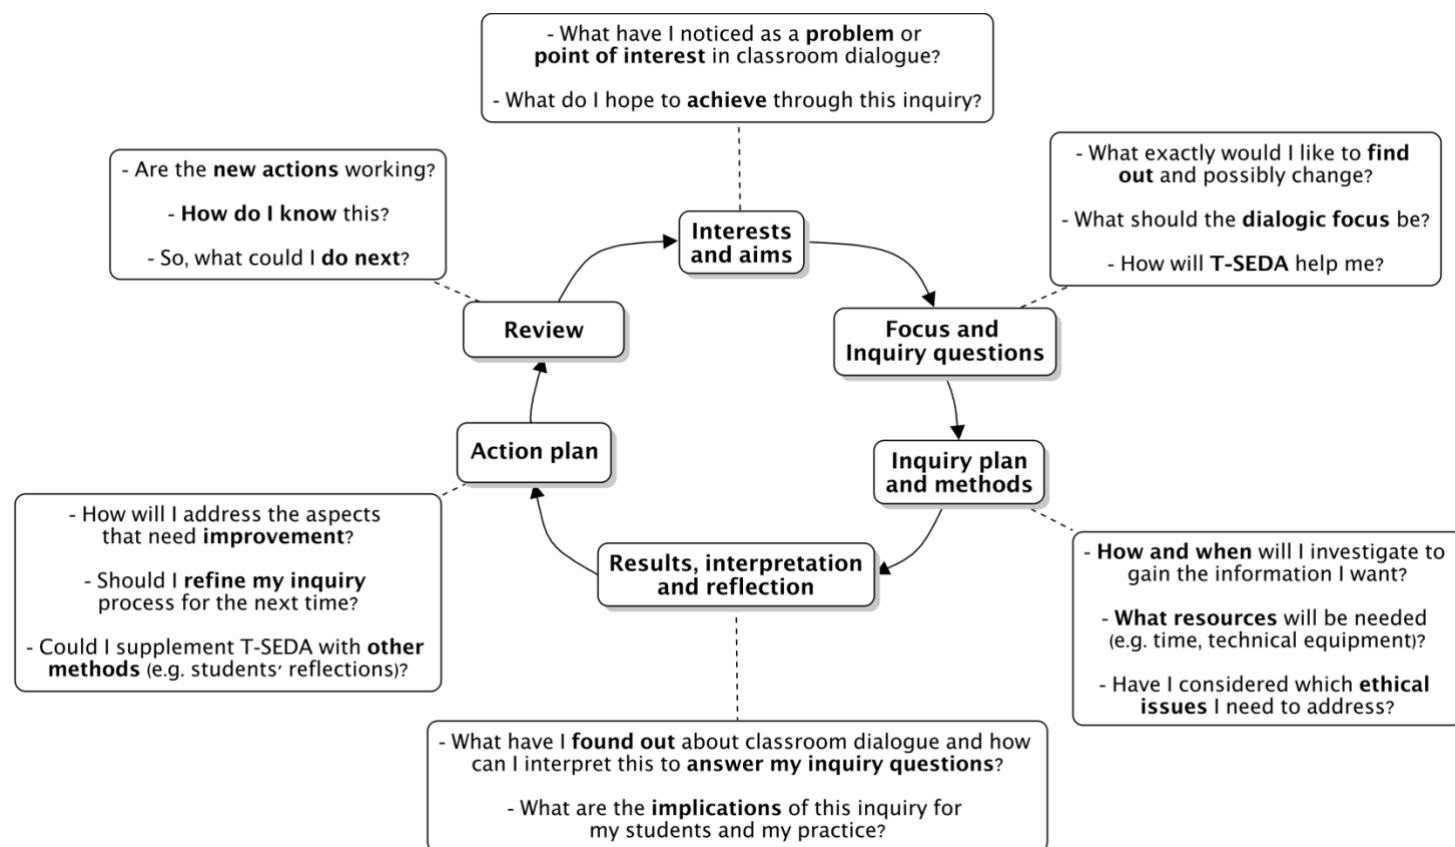 - What have I noticed as a problem or
point of interest in classroom dialogue?
- What do I hope to achieve through this inquiry?
- What exactly would I like to find
out and possibly change?
- What should the dialogic focus be?
- How will T-SEDA help me?
- Are the new actions working?
- How do I know this?
- So, what could I do next?
Interests
and aims
Review
Focus and
Inquiry questions
Action plan
Inquiry plan
and methods
- How will I address the aspects
that need improvement?
- Should I refine my inquiry
process for the next time?
- Could I supplement T-SEDA with other
methods (e.g. students' reflections)?
Results, interpretation
and reflection
- How and when will I investigate to
gain the information I want?
- What resources will be needed
(e.g. time, technical equipment)?
- Have I considered which ethical
issues I need to address?
- What have I found out about classroom dialogue and how
can I interpret this to answer my inquiry questions?
- What are the implications of this inquiry for
my students and my practice?